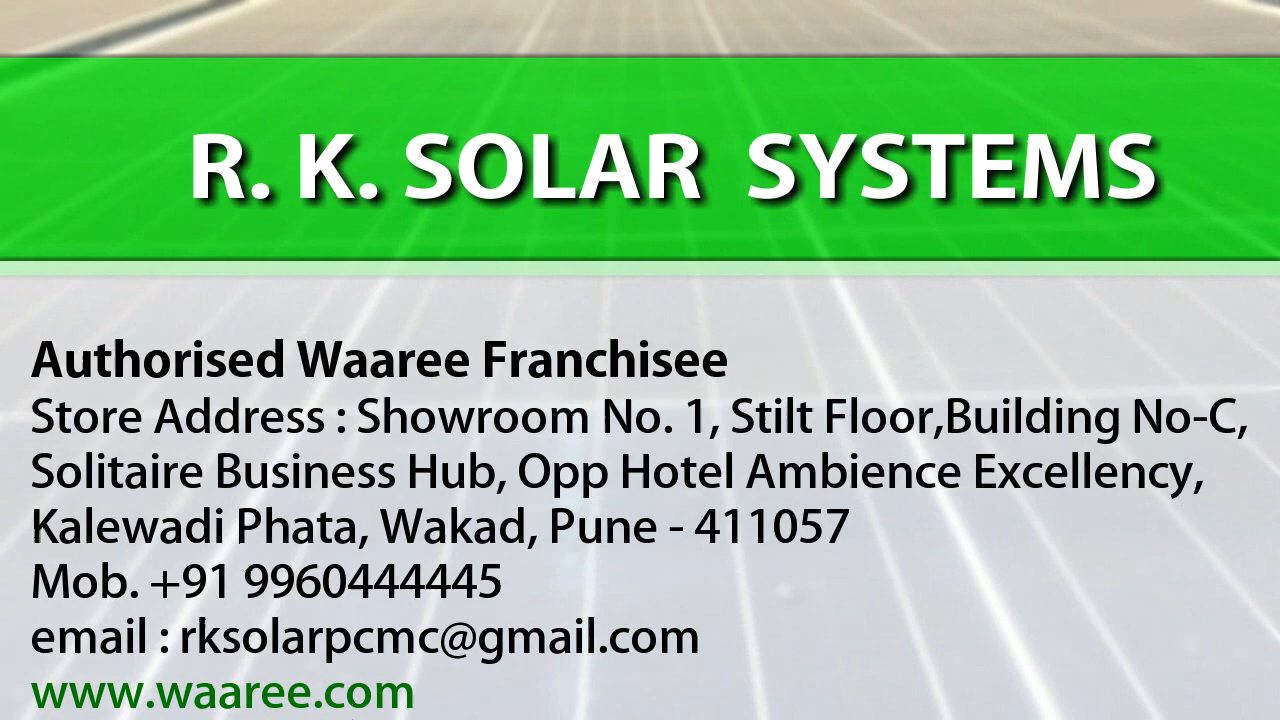 R. K. SOLAR SYSTEMS
Authorised Waaree Franchisee
Store Address : Showroom No. 1, Stilt Floor,Building No-C,
Solitaire Business Hub, Opp Hotel Ambience Excellency,
Kalewadi Phata, Wakad, Pune - 411057
Mob. +91 9960444445
email : rksolarpcmc@gmail.com
www.waaree.com